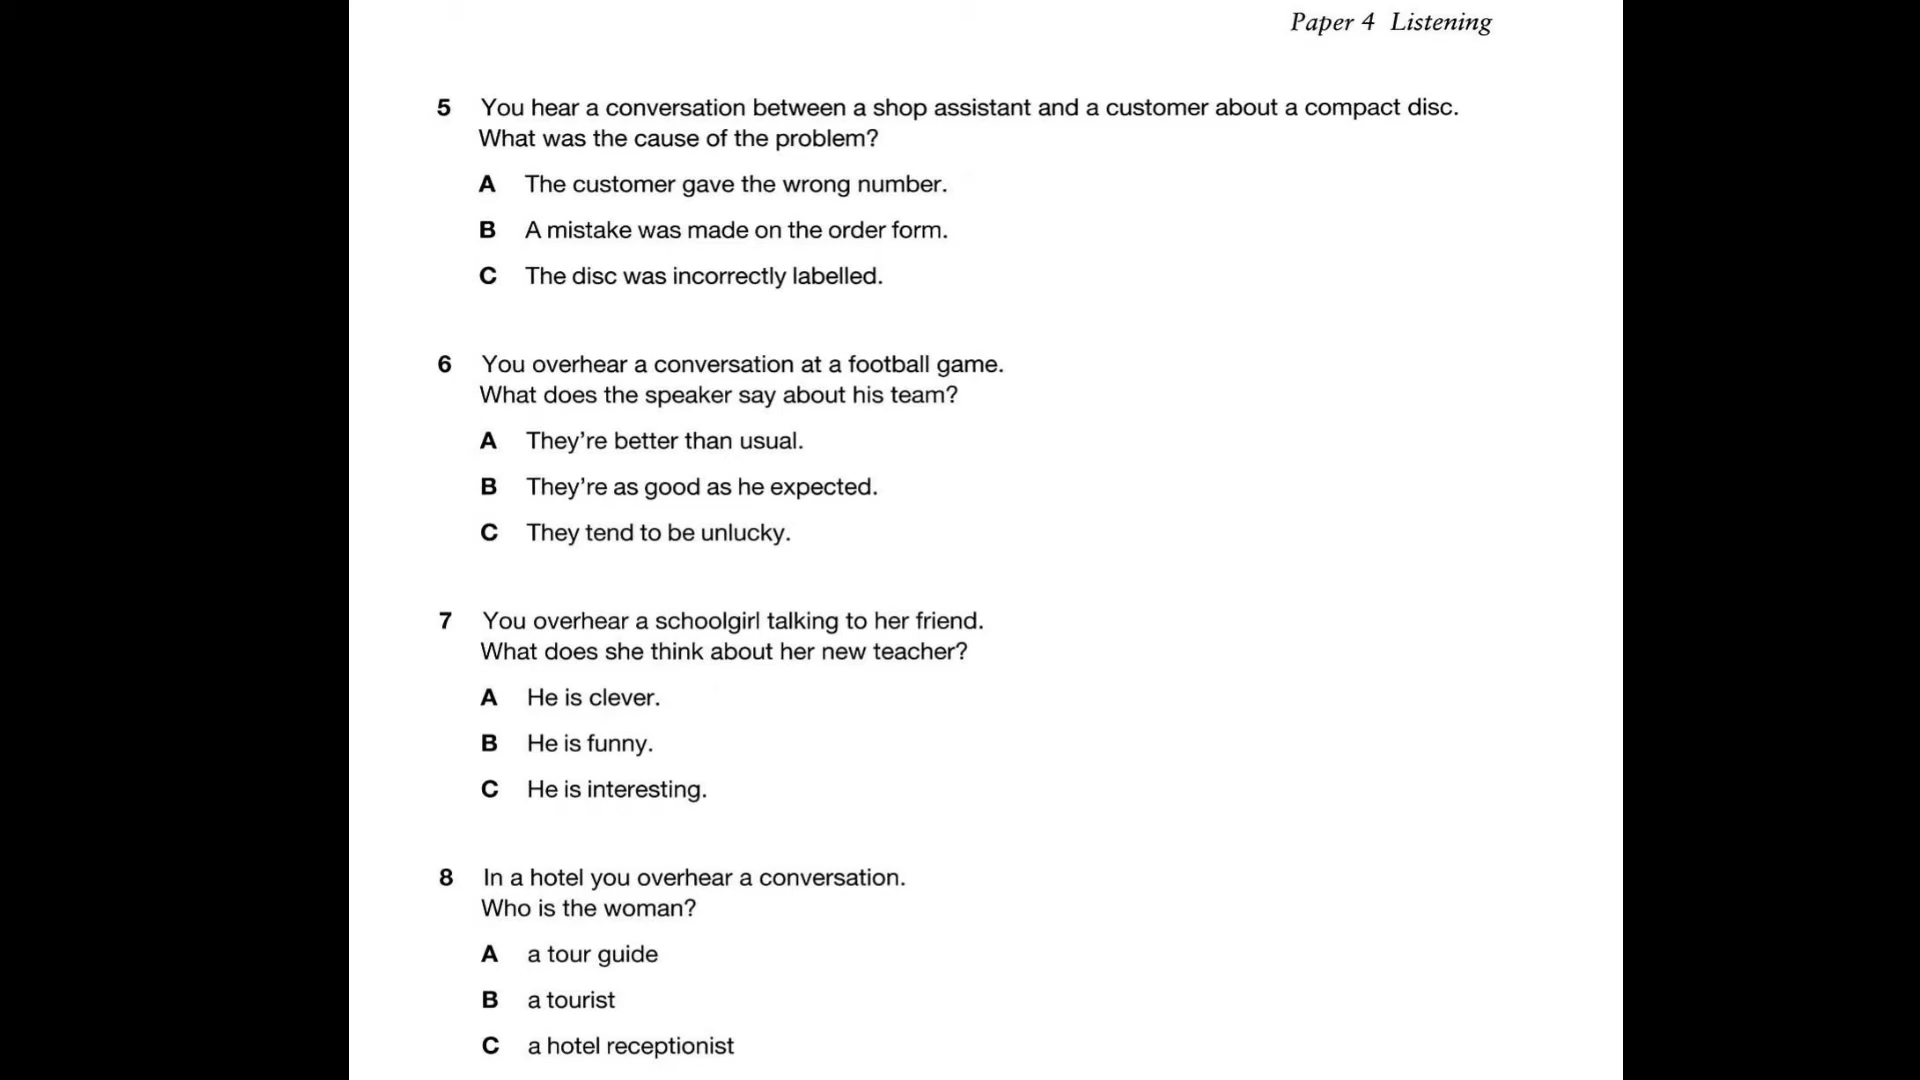 Paper 4 Listening
5 You hear a conversation between a shop assistant and a customer about a compact disc.
What was the cause of the problem?
A The customer gave the wrong number.
B A mistake was made on the order form.
C The disc was incorrectly labelled.
6 You overhear a conversation at a football game.
What does the speaker say about his team?
A They’re better than usual.
B They’re as good as he expected.
C They tend to be unlucky.
7 You overhear a schoolgirl talking to her friend.
What does she think about her new teacher?
A He is clever.
B He is funny.
C He is interesting.
8 In a hotel you overhear a conversation.
Who is the woman?
A a tour guide
B a tourist
C a hotel receptionist